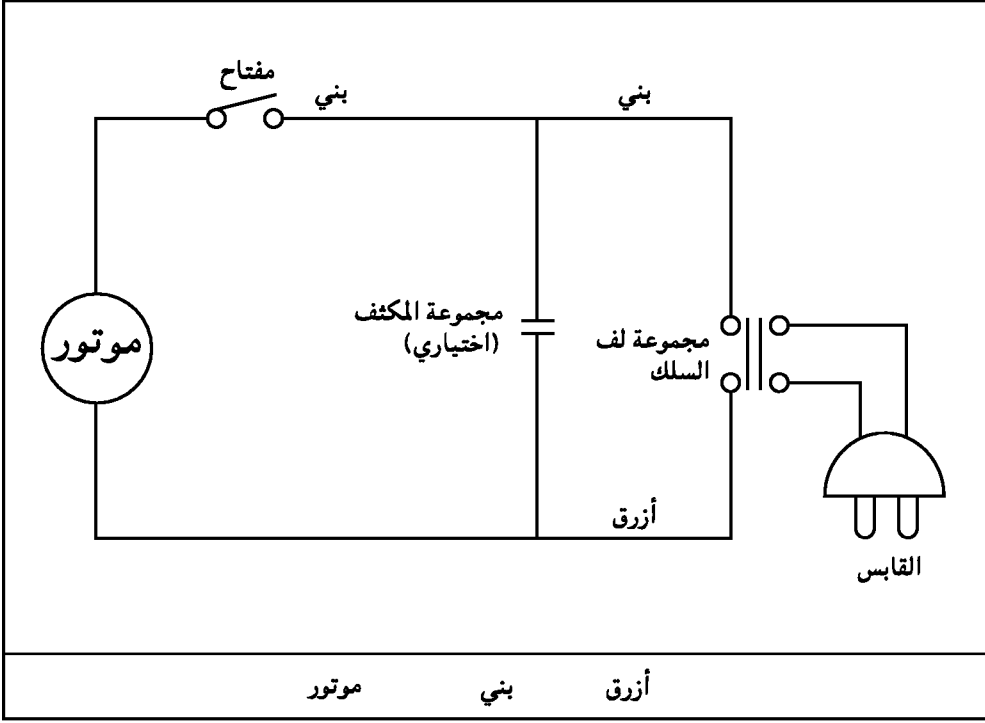 مفتاح
بني
بني
مجموعة المكثف
(اختياري)
مجموعة لف
السلك
موتور
أزرق
القابس
أزرق بني موتور